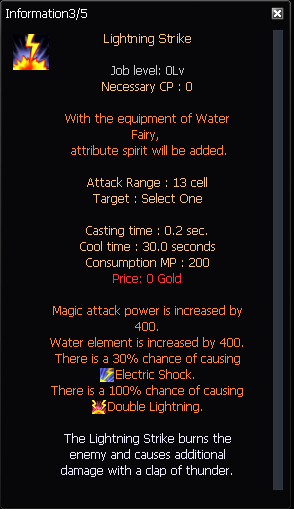 Information3/5
Lightning Strike
Job level: 0Lv
Necessary CP : 0
With the equipment of Water
Fairy,
attribute spirit will be added.
Attack Range : 13 cell
Target : Select One
Casting time : 0.2 sec.
Cool time : 30.0 seconds
Consumption MP : 200
Price: 0 Gold
Magic attack power is increased by
400.
Water element is increased by 400.
There is a 30% chance of causing
Electric Shock.
There is a 100% chance of causing
Double Lightning.
The Lightning Strike burns the
enemy and causes additional
damage with a clap of thunder.